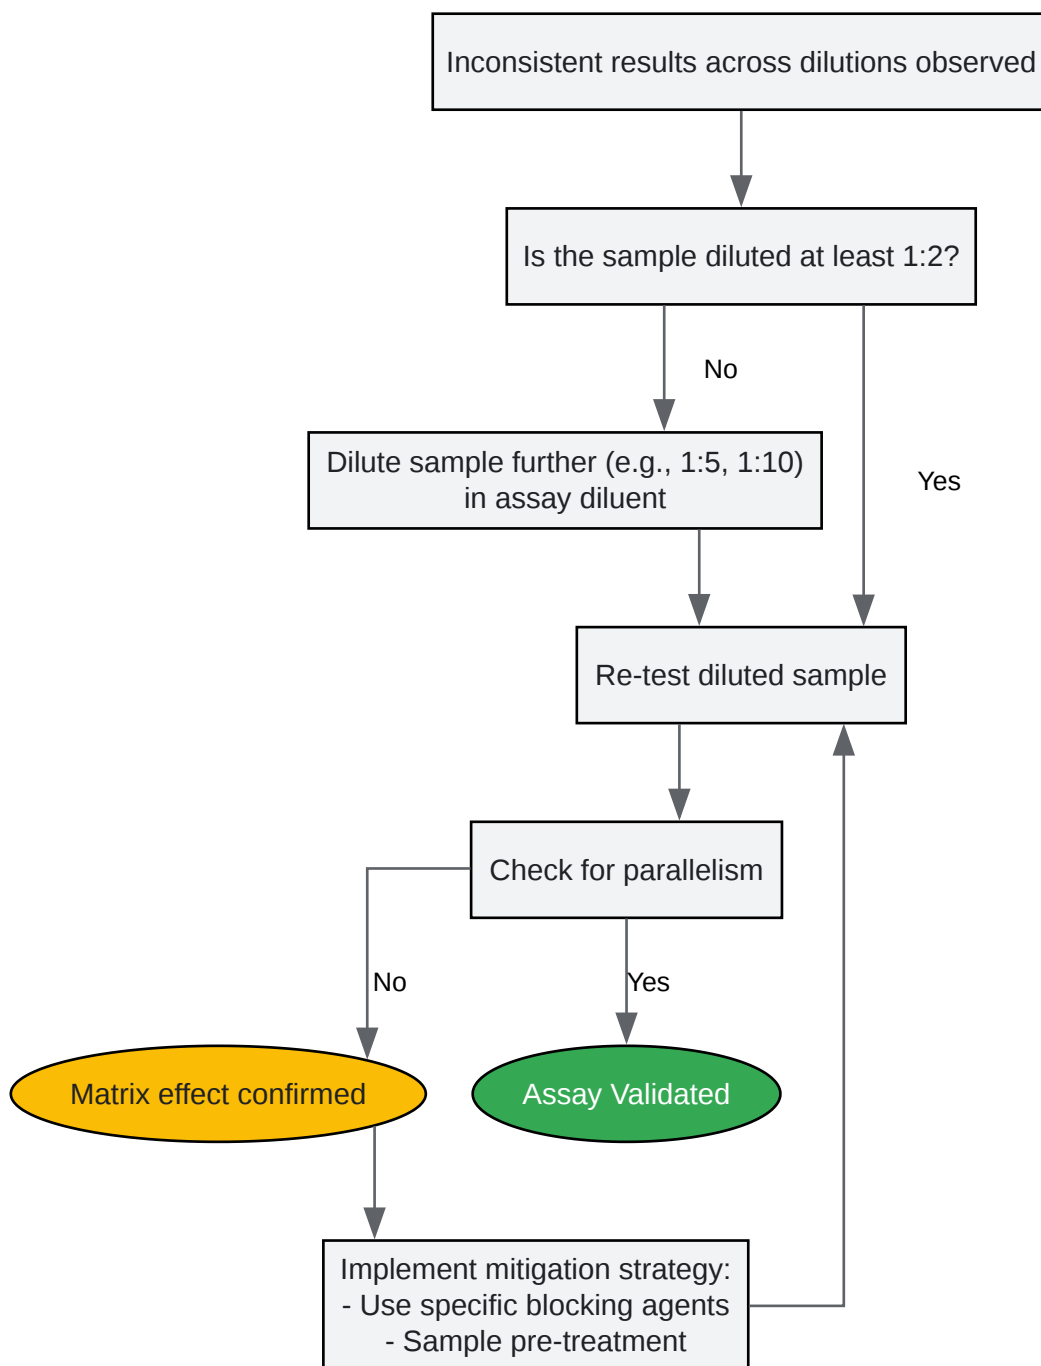 Inconsistent results across dilutions observed
Is the sample diluted at least 1:2?
No
Dilute sample further (e.g., 1:5, 1:10)
in assay diluent
Yes
Re-test diluted sample
Check for parallelism
No
Yes
Matrix effect confirmed
Assay Validated
Implement mitigation strategy:
- Use specific blocking agents
- Sample pre-treatment